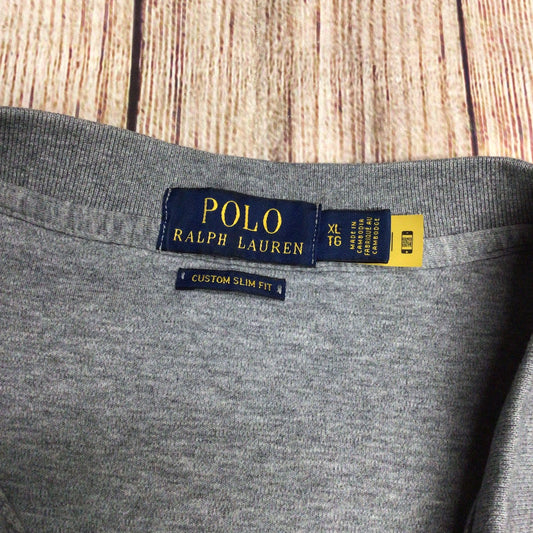 POLO
RALPH LAUREN
XL
TG
MADE IN
CAMBODIA
FABRIQUÉ AU
CAMBODGE
CUSTOM SLIM FIT